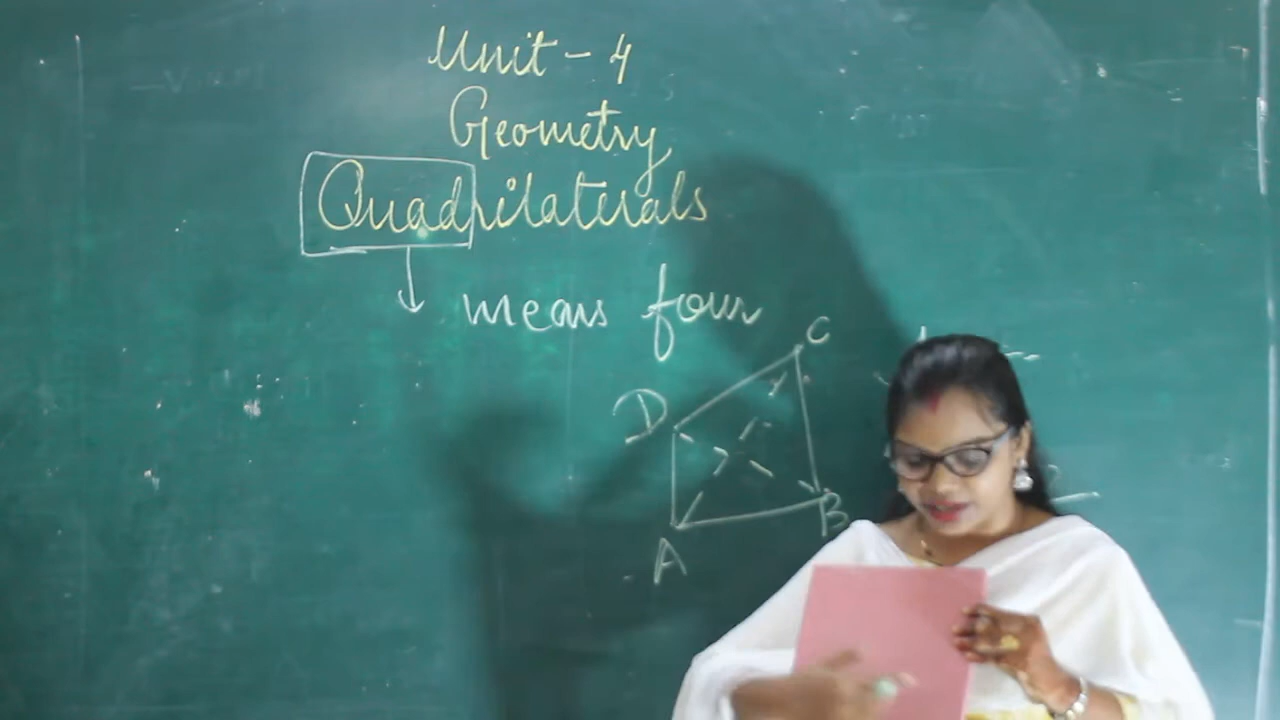 Unit - 4
Geometry
Quadrilaterals
means four
C
D
B
A